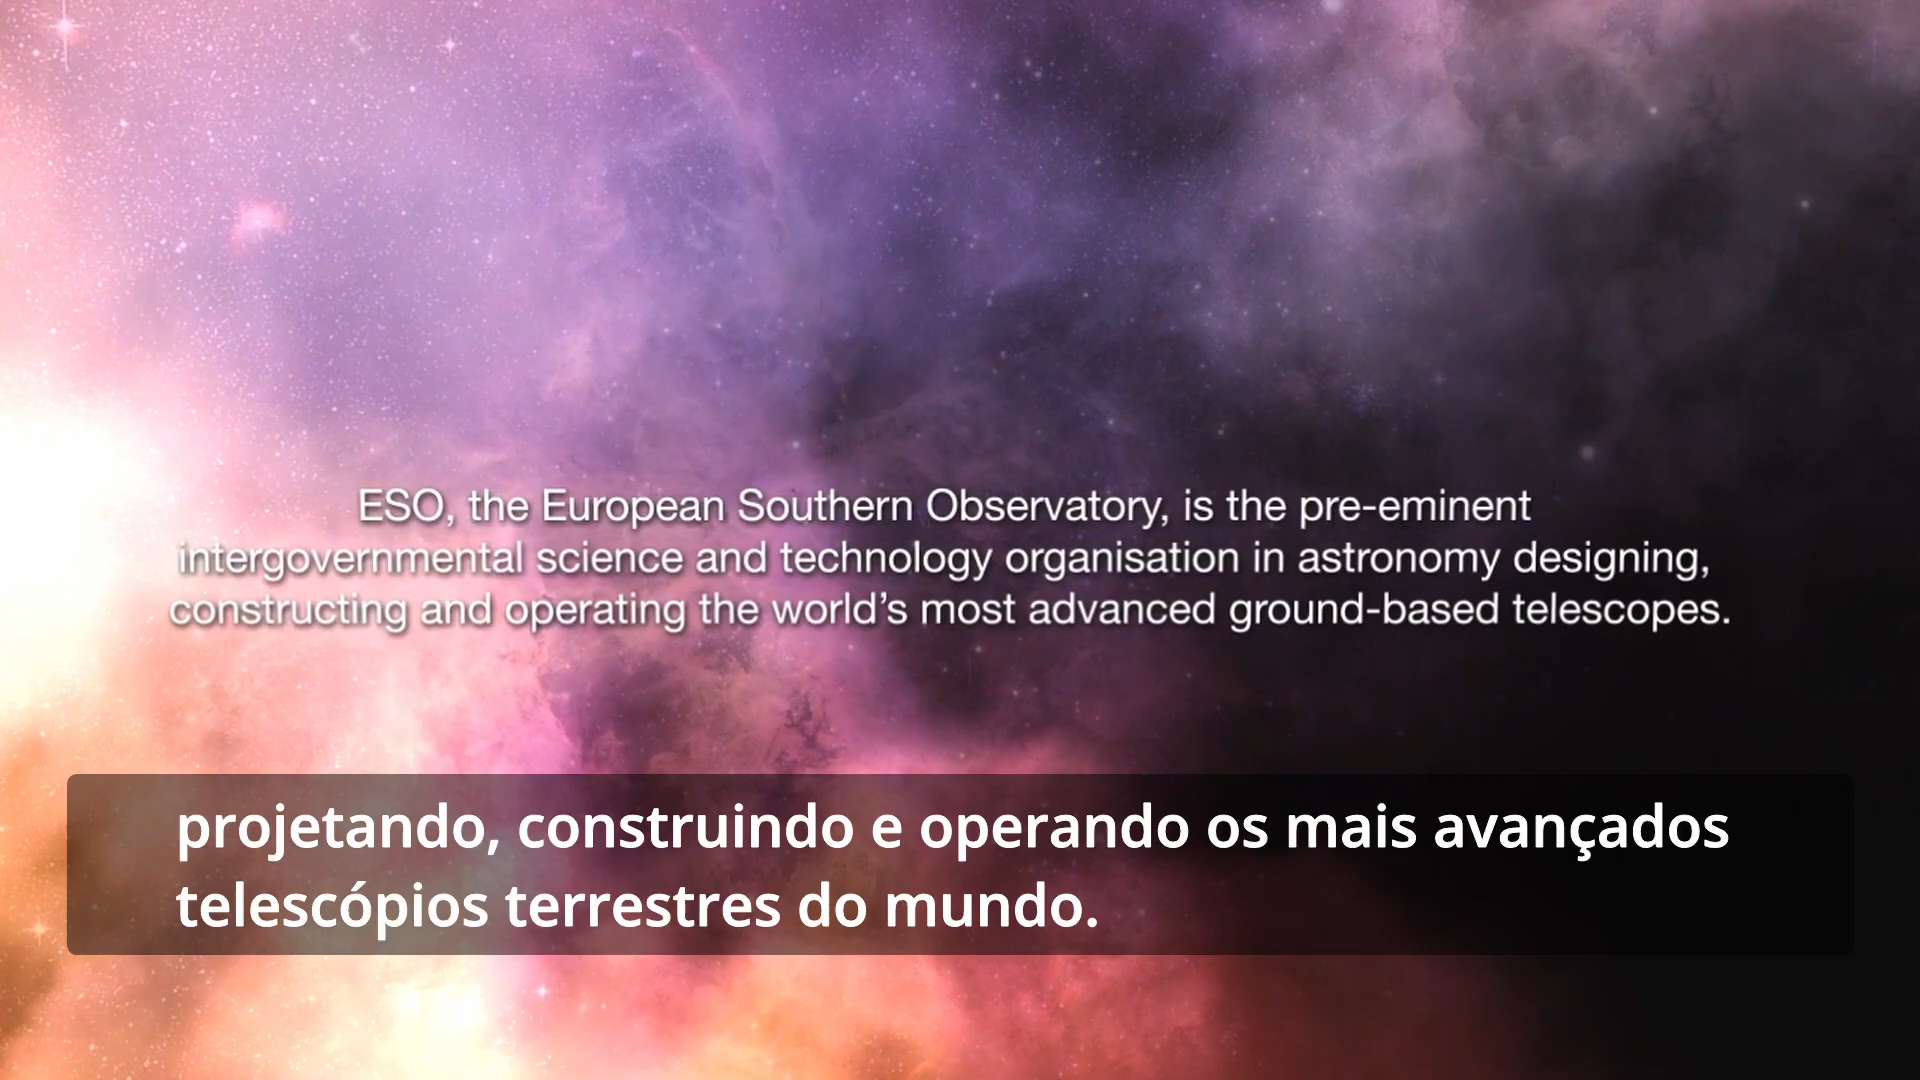 ESO, the European Southern Observatory, is the pre-eminent
intergovernmental science and technology organisation in astronomy designing,
constructing and operating the world’s most advanced ground-based telescopes.
projetando, construindo e operando os mais avançados
telescópios terrestres do mundo.